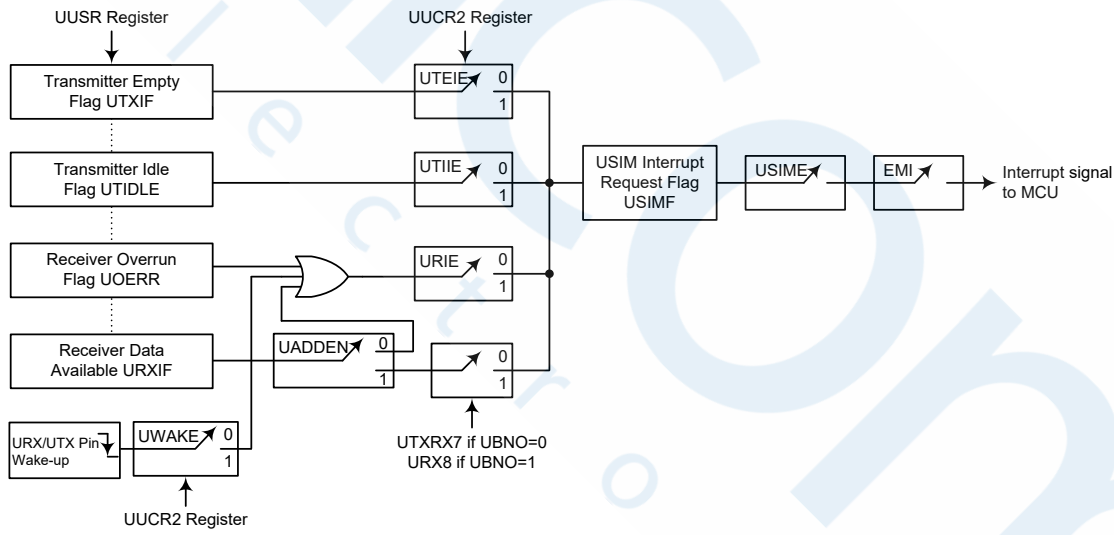 UUSR Register
UUCR2 Register
Transmitter Empty
Flag UTXIF
UTEIE 0
1
Transmitter Idle
Flag UTIDLE
UTIIE 0
1
USIM Interrupt
Request Flag
USIMF
USIME
EMI
Interrupt signal
to MCU
Receiver Overrun
Flag UOERR
URIE 0
1
Receiver Data
Available URXIF
UADDEN 0
1
0
1
URX/UTX Pin
Wake-up
UWAKE 0
1
UTXRX7 if UBNO=0
URX8 if UBNO=1
UUCR2 Register